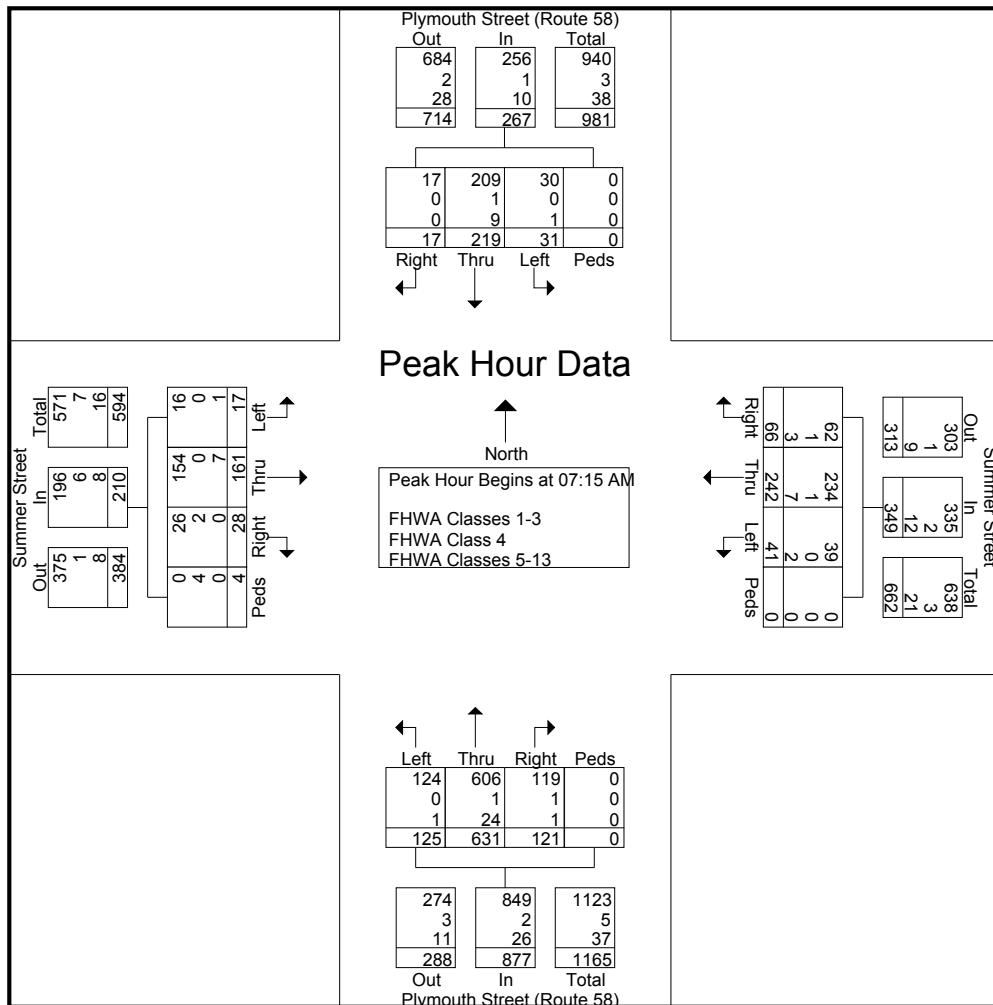 Plymouth Street (Route 58)
Out In Total
684 256 940
2 1 3
28 10 38
714 267 981
17 209 30 0
0 1 0 0
0 9 1 0
17 219 31 0
Right Thru Left Peds
Peak Hour Data
Summer Street
Out In Total
375 196 571
1 6 7
8 8 16
384 210 594
0 26 154 16
4 2 0 0
0 0 7 1
4 28 161 17
Peds Right Thru Left
North
Peak Hour Begins at 07:15 AM
FHWA Classes 1-3
FHWA Class 4
FHWA Classes 5-13
Summer Street
Out In Total
303 335 638
1 2 3
9 12 21
313 349 662
62 234 39 0
1 1 0 0
3 7 2 0
66 242 41 0
Right Thru Left Peds
Left Thru Right Peds
124 606 119 0
0 1 1 0
1 24 1 0
125 631 121 0
274 849 1123
3 2 5
11 26 37
288 877 1165
Out In Total
Plymouth Street (Route 58)